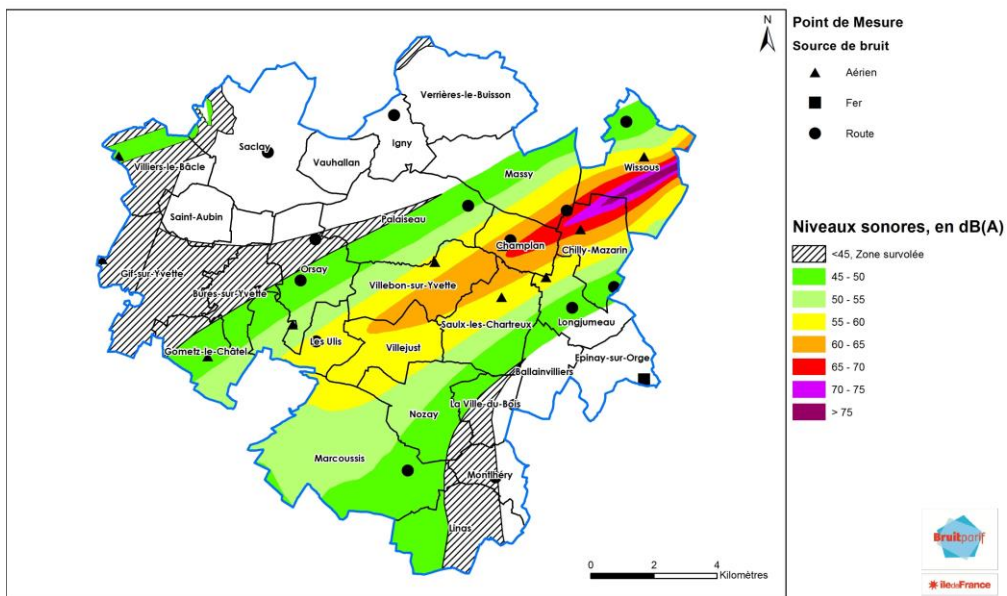 N
Verrières-le-Buisson
Igny
Saclay
Vauhallan
Massy
Wissous
Villiers-le-Bâcle
Saint-Aubin
Palaiseau
Champlan
Chilly-Mazarin
Gif-sur-Yvette
Orsay
Bures-sur-Yvette
Villebon-sur-Yvette
Saulx-les-Chartreux
Longjumeau
Gometz-le-Châtel
Les Ulis
Villejust
Epinay-sur-Orge
Ballainvilliers
La Ville-du-Bois
Nozay
Marcoussis
Montlhéry
Linas
0 2 4
Kilomètres
Point de Mesure
Source de bruit
Aérien
Fer
Route
Niveaux sonores, en dB(A)
<45, Zone survolée
45 - 50
50 - 55
55 - 60
60 - 65
65 - 70
70 - 75
> 75
Bruitparif
îledeFrance